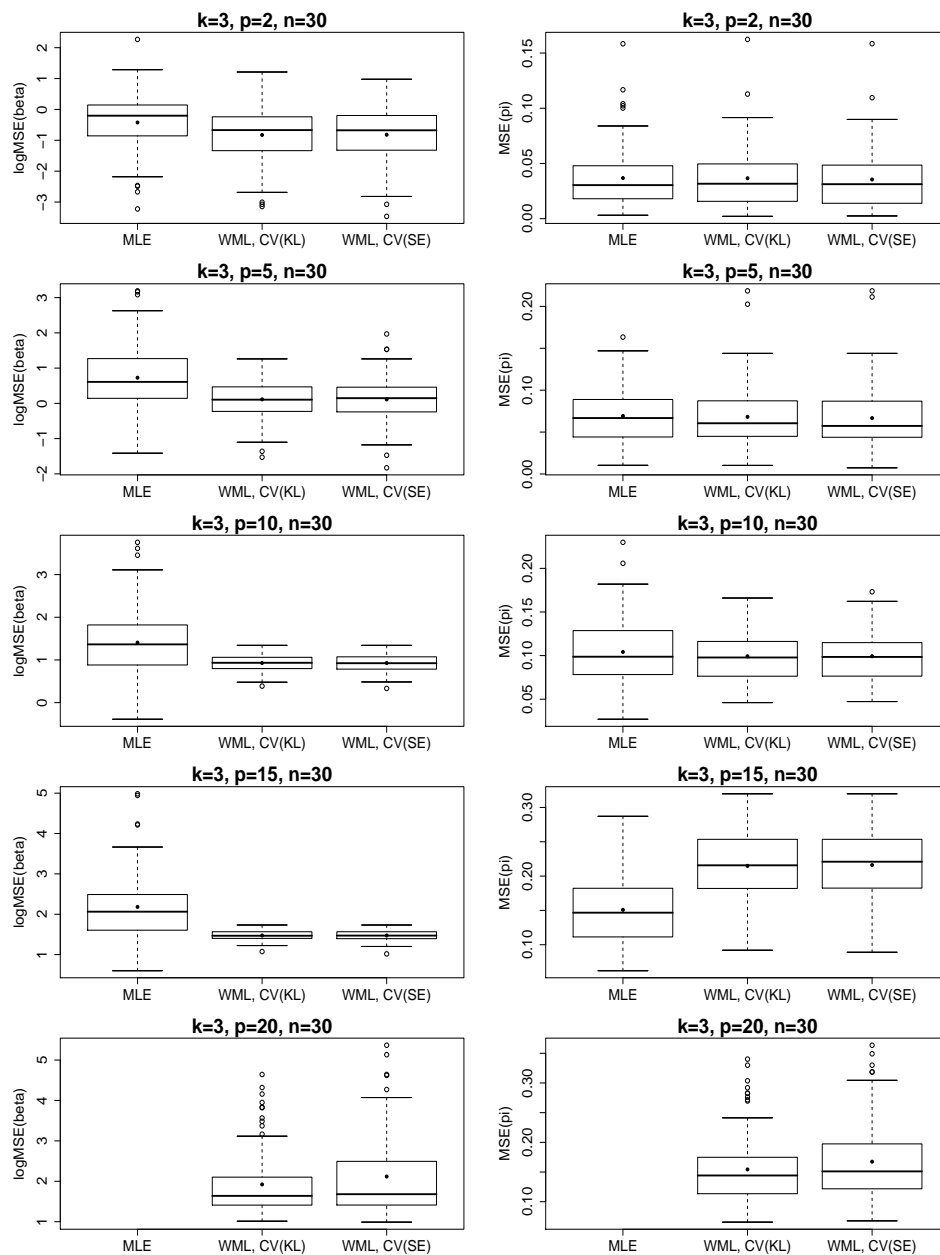 k=3, p=2, n=30
logMSE(beta)
2
1
0
−1
−2
−3
MLE
WML, CV(KL)
WML, CV(SE)
k=3, p=2, n=30
MSE(pi)
0.15
0.10
0.05
0.00
MLE
WML, CV(KL)
WML, CV(SE)
k=3, p=5, n=30
logMSE(beta)
3
2
1
0
−1
−2
MLE
WML, CV(KL)
WML, CV(SE)
k=3, p=5, n=30
MSE(pi)
0.20
0.10
0.00
MLE
WML, CV(KL)
WML, CV(SE)
k=3, p=10, n=30
logMSE(beta)
3
2
1
0
MLE
WML, CV(KL)
WML, CV(SE)
k=3, p=10, n=30
MSE(pi)
0.20
0.15
0.10
0.05
MLE
WML, CV(KL)
WML, CV(SE)
k=3, p=15, n=30
logMSE(beta)
5
4
3
2
1
MLE
WML, CV(KL)
WML, CV(SE)
k=3, p=15, n=30
MSE(pi)
0.30
0.20
0.10
MLE
WML, CV(KL)
WML, CV(SE)
k=3, p=20, n=30
logMSE(beta)
5
4
3
2
1
MLE
WML, CV(KL)
WML, CV(SE)
k=3, p=20, n=30
MSE(pi)
0.30
0.20
0.10
MLE
WML, CV(KL)
WML, CV(SE)